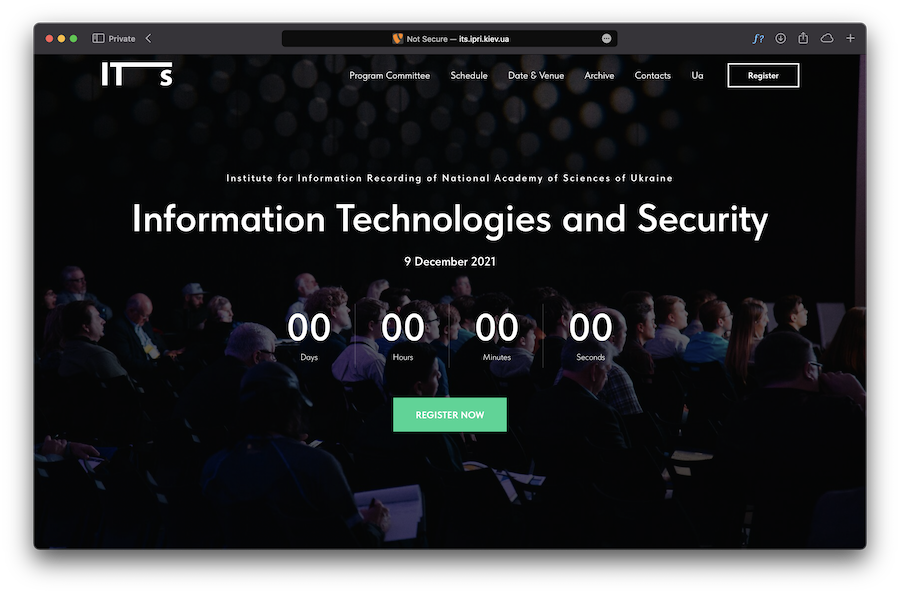 Private
Not Secure — its.ipri.kiev.ua
ƒ?
IT S
Program Committee Schedule Date & Venue Archive Contacts Ua Register
Institute for Information Recording of National Academy of Sciences of Ukraine
Information Technologies and Security
9 December 2021
00 00 00 00
Days Hours Minutes Seconds
REGISTER NOW